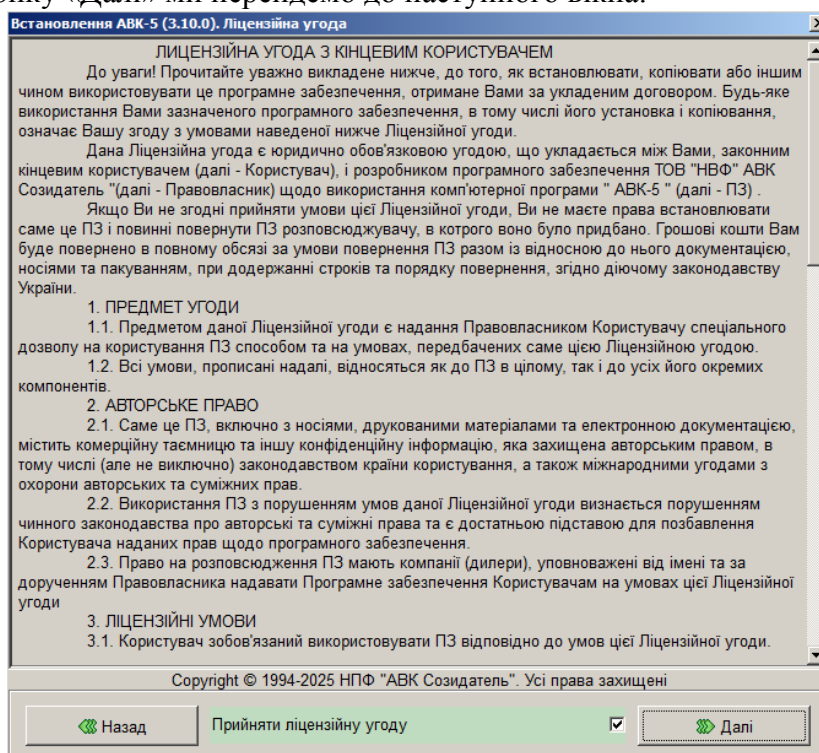 «Далі» ми перейдемо до наступного вікна.
Встановлення АВК-5 (3.10.0). Ліцензійна угода
ЛИЦЕНЗІЙНА УГОДА З КІНЦЕВИМ КОРИСТУВАЧЕМ
До уваги! Прочитайте уважно викладене нижче, до того, як встановлювати, копіювати або іншим
чином використовувати це програмне забезпечення, отримане Вами за укладеним договором. Будь-яке
використання Вами зазначеного програмного забезпечення, в тому числі його установка і копіювання,
означає Вашу згоду з умовами наведеної нижче Ліцензійної угоди.
Дана Ліцензійна угода є юридично обов'язковою угодою, що укладається між Вами, законним
кінцевим користувачем (далі - Користувач), і розробником програмного забезпечення ТОВ "НВФ" АВК
Созидатель "(далі - Правовласник) щодо використання комп'ютерної програми " АВК-5 " (далі - ПЗ) .
Якщо Ви не згодні прийняти умови цієї Ліцензійної угоди, Ви не маєте права встановлювати
саме це ПЗ і повинні повернути ПЗ розповсюджувачу, в котрого воно було придбано. Грошові кошти Вам
буде повернено в повному обсязі за умови повернення ПЗ разом із відносною до нього документацією,
носіями та пакуванням, при додержанні строків та порядку повернення, згідно діючому законодавству
України.
1. ПРЕДМЕТ УГОДИ
1.1. Предметом даної Ліцензійної угоди є надання Правовласником Користувачу спеціального
дозволу на користування ПЗ способом та на умовах, передбачених саме цією Ліцензійною угодою.
1.2. Всі умови, прописані надалі, відносяться як до ПЗ в цілому, так і до усіх його окремих
компонентів.
2. АВТОРСЬКЕ ПРАВО
2.1. Саме це ПЗ, включно з носіями, друкованими матеріалами та електронною документацією,
містить комерційну таємницю та іншу конфіденційну інформацію, яка захищена авторським правом, в
тому числі (але не виключно) законодавством країни користування, а також міжнародними угодами з
охорони авторських та суміжних прав.
2.2. Використання ПЗ з порушенням умов даної Ліцензійної угоди визнається порушенням
чинного законодавства про авторські та суміжні права та є достатньою підставою для позбавлення
Користувача наданих прав щодо програмного забезпечення.
2.3. Право на розповсюдження ПЗ мають компанії (дилери), уповноважені від імені та за
дорученням Правовласника надавати Програмне забезпечення Користувачам на умовах цієї Ліцензійної
угоди
3. ЛІЦЕНЗІЙНІ УМОВИ
3.1. Користувач зобов'язаний використовувати ПЗ відповідно до умов цієї Ліцензійної угоди.
Copyright © 1994-2025 НПФ "АВК Созидатель". Усі права захищені
Назад Прийняти ліцензійну угоду Далі